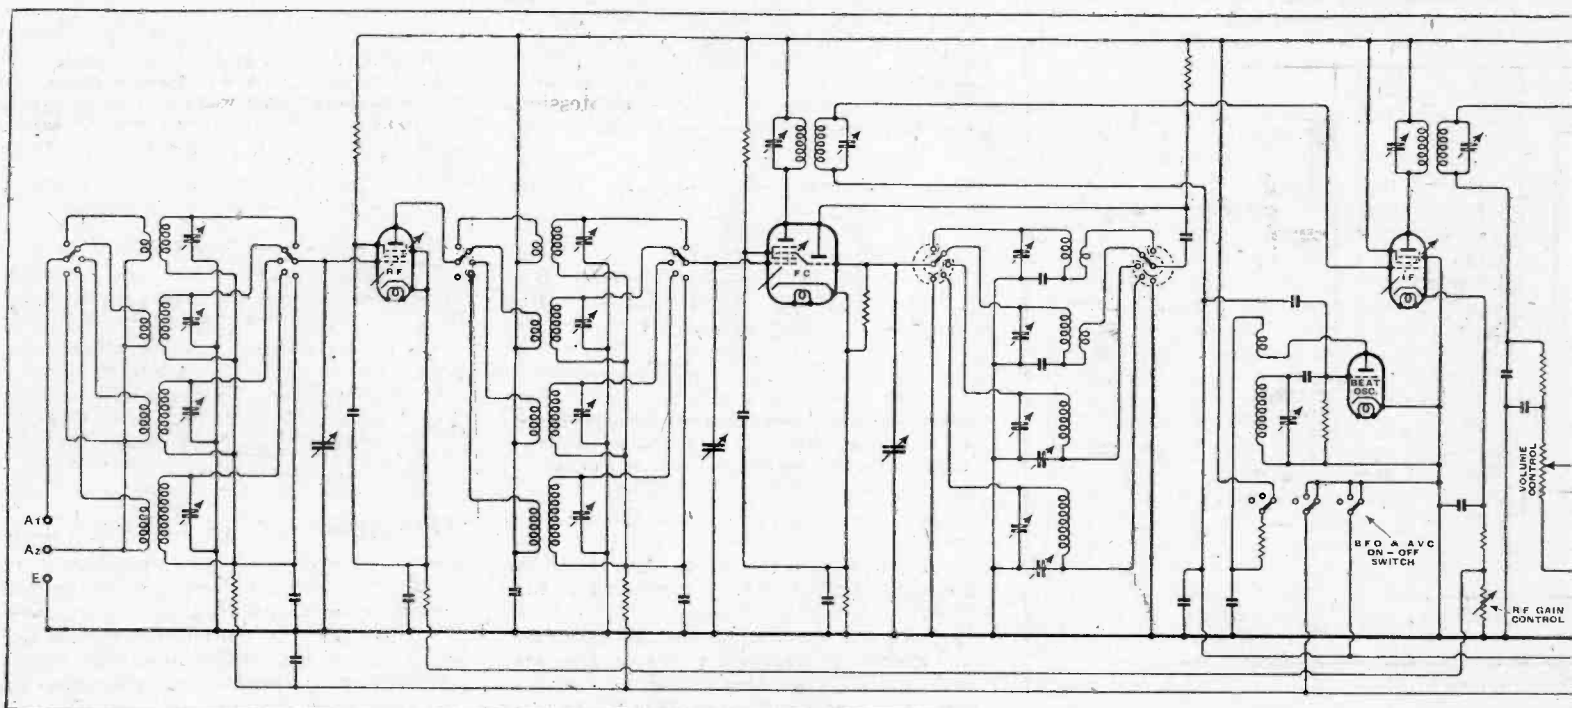 RF
FC
IF
BEAT
OSC.
VOLUME
CONTROL
A1
A2
E
BFO & AVC
ON - OFF
SWITCH
RF GAIN
CONTROL